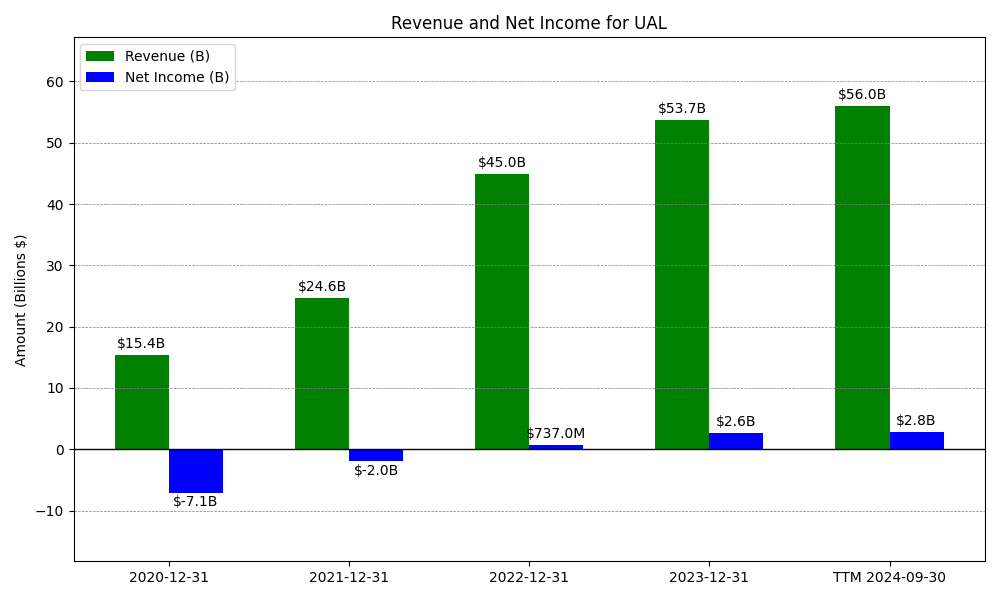 Revenue and Net Income for UAL
Revenue (B)
Net Income (B)
Amount (Billions $)
60
50
40
30
20
10
0
−10
$15.4B
$-7.1B
$24.6B
$-2.0B
$45.0B
$737.0M
$53.7B
$2.6B
$56.0B
$2.8B
2020-12-31
2021-12-31
2022-12-31
2023-12-31
TTM 2024-09-30